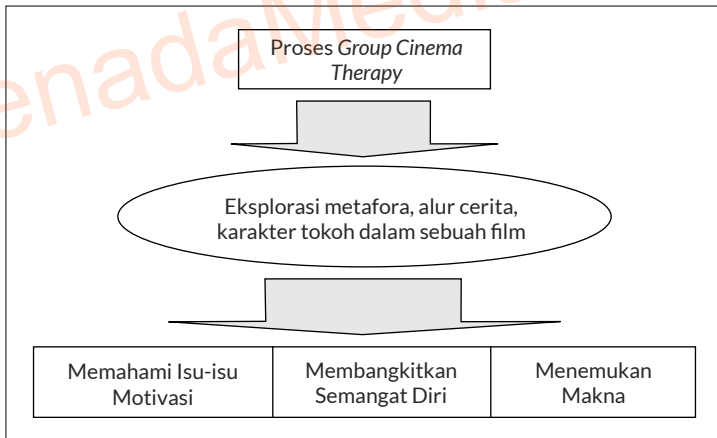 enadaMedia
Proses Group Cinema
Therapy
Eksplorasi metafora, alur cerita,
karakter tokoh dalam sebuah film
Memahami Isu-isu
Motivasi
Membangkitkan
Semangat Diri
Menemukan
Makna